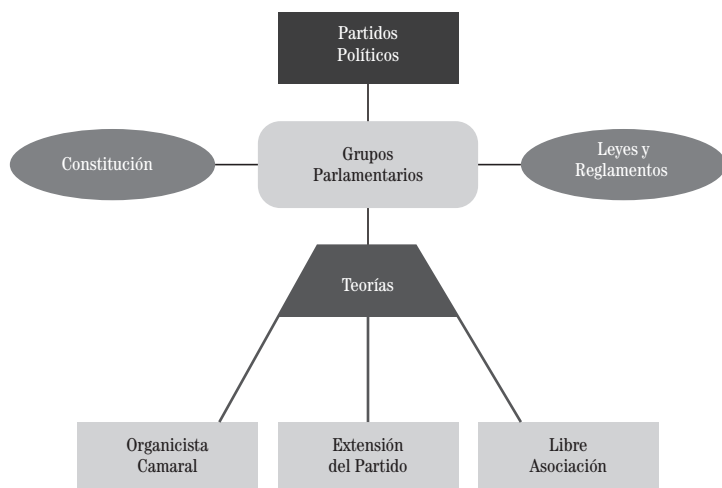 Partidos
Políticos
Constitución
Grupos
Parlamentarios
Leyes y
Reglamentos
Teorías
Organicista
Camaral
Extensión
del Partido
Libre
Asociación